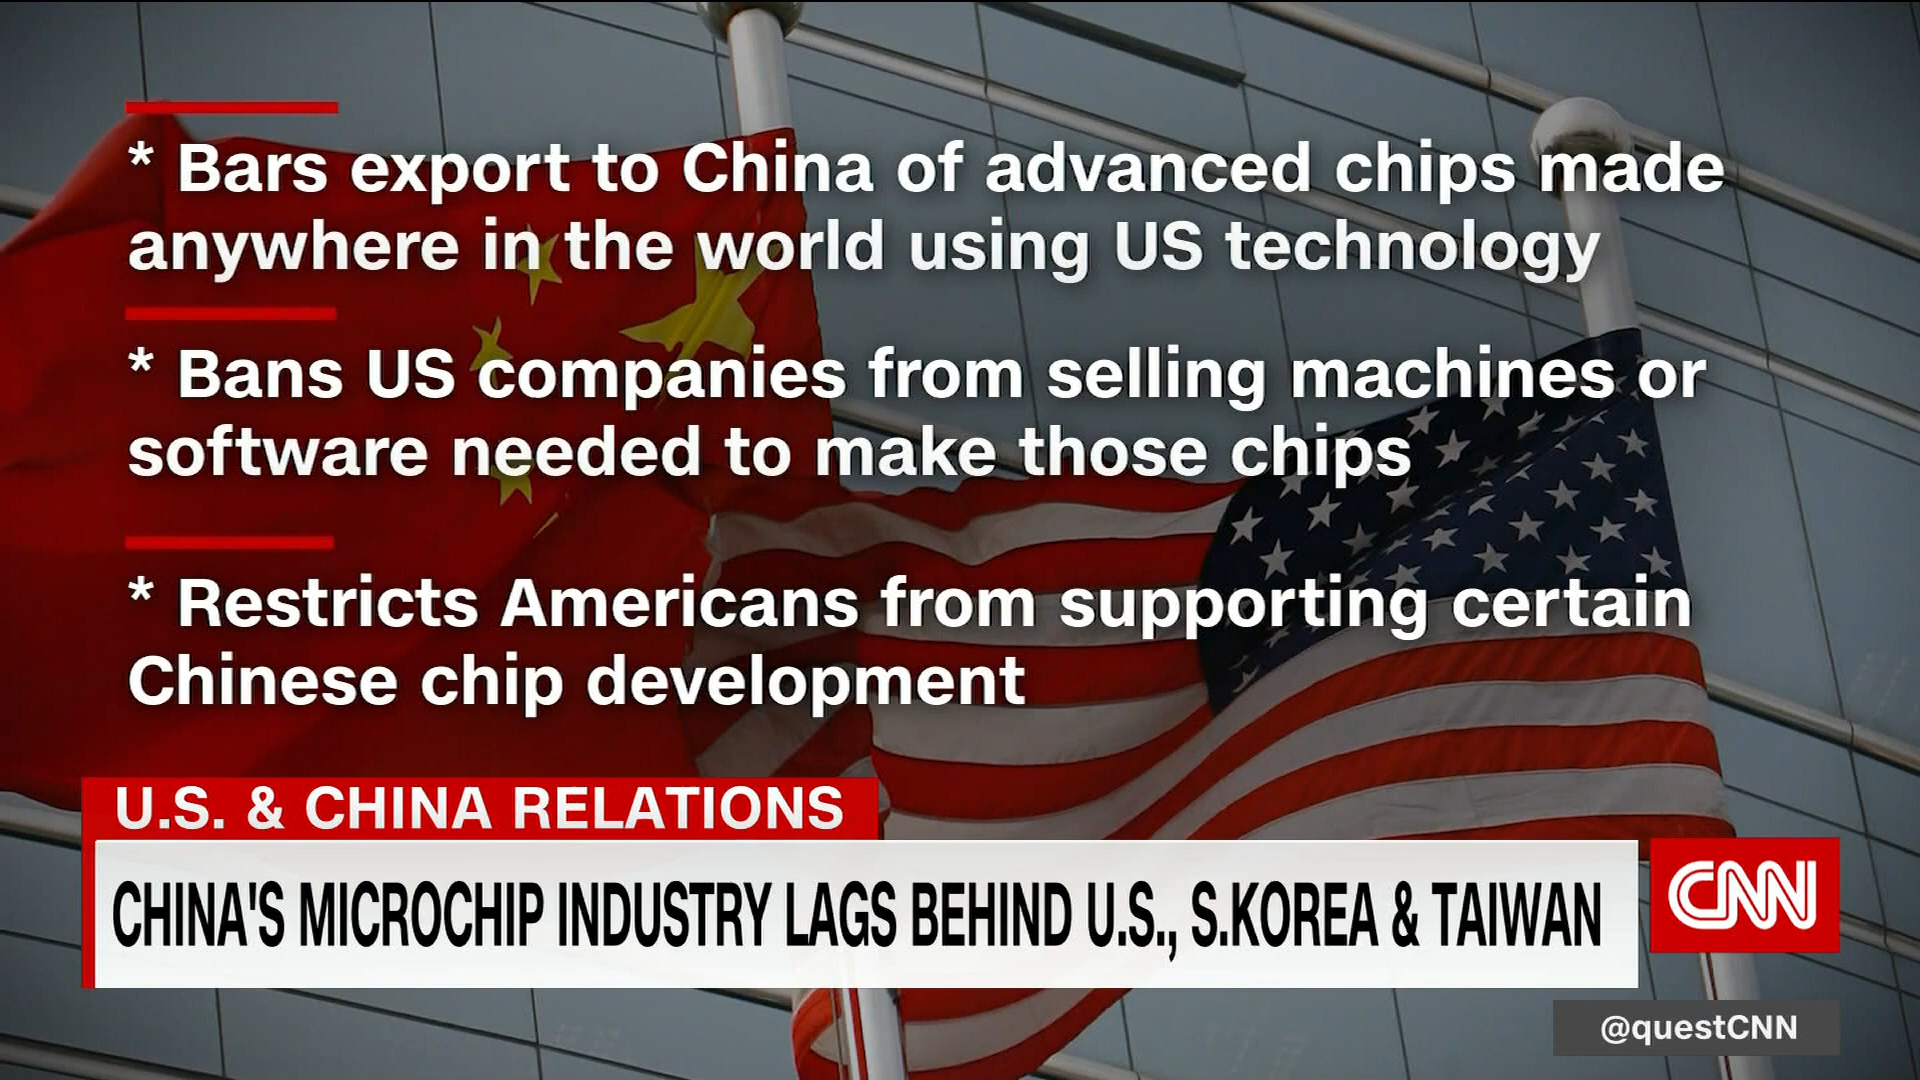 * Bars export to China of advanced chips made
anywhere in the world using US technology
* Bans US companies from selling machines or
software needed to make those chips
* Restricts Americans from supporting certain
Chinese chip development
U.S. & CHINA RELATIONS
CHINA'S MICROCHIP INDUSTRY LAGS BEHIND U.S., S.KOREA & TAIWAN
CNN
@questCNN